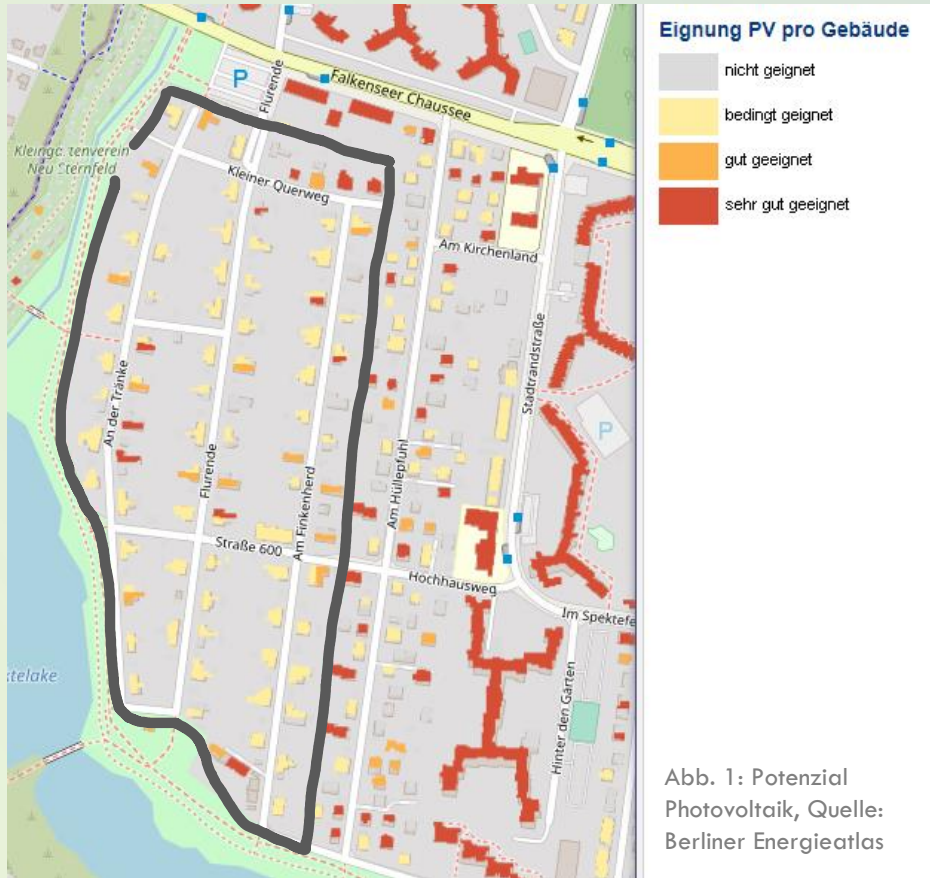 P
Falkenseer Chaussee
Flurende
Kleingartenverein
Neu Sternfeld
Kleiner Querweg
Am Kirchenland
Stadtrandstraße
An der Tränke
Flurende
Am Finkenherd
Am Hüllepfuhl
P
Straße 600
Hochhausweg
Im Spektefe
ktelake
Hinter den Gärten
Eignung PV pro Gebäude
nicht geignet
bedingt geignet
gut geeignet
sehr gut geeignet
Abb. 1: Potenzial
Photovoltaik, Quelle:
Berliner Energieatlas